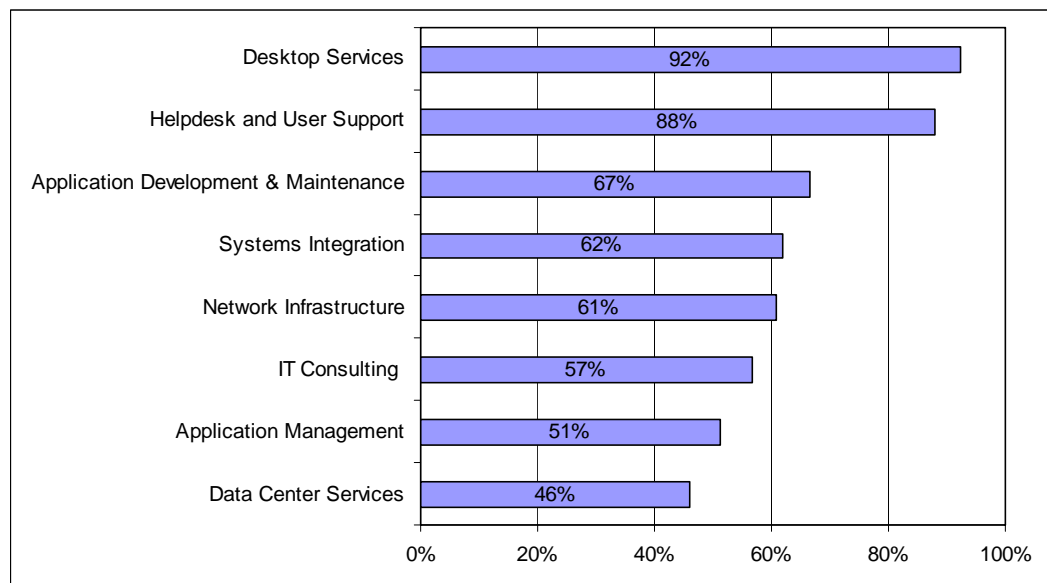 Desktop Services 92%
Helpdesk and User Support 88%
Application Development & Maintenance 67%
Systems Integration 62%
Network Infrastructure 61%
IT Consulting 57%
Application Management 51%
Data Center Services 46%
0% 20% 40% 60% 80% 100%